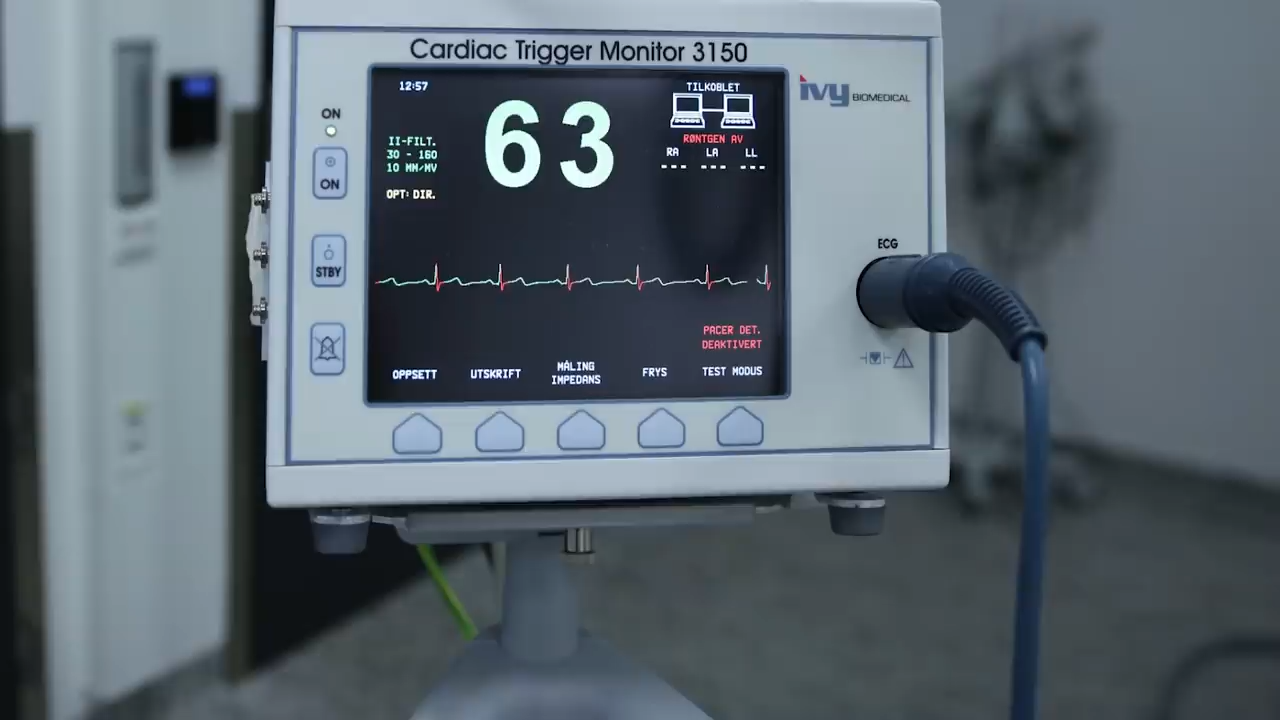 Cardiac Trigger Monitor 3150
ivy BIOMEDICAL
12:57
63
TILKOBLET
RØNTGEN AV
RA LA LL
--- --- ---
II-FILT.
30 - 160
10 MM/MV
OPT: DIR.
ON
ON
STBY
ECG
PACER DET.
DEAKTIVERT
OPPSETT
UTSKRIFT
MÅLING
IMPEDANS
FRYS
TEST MODUS